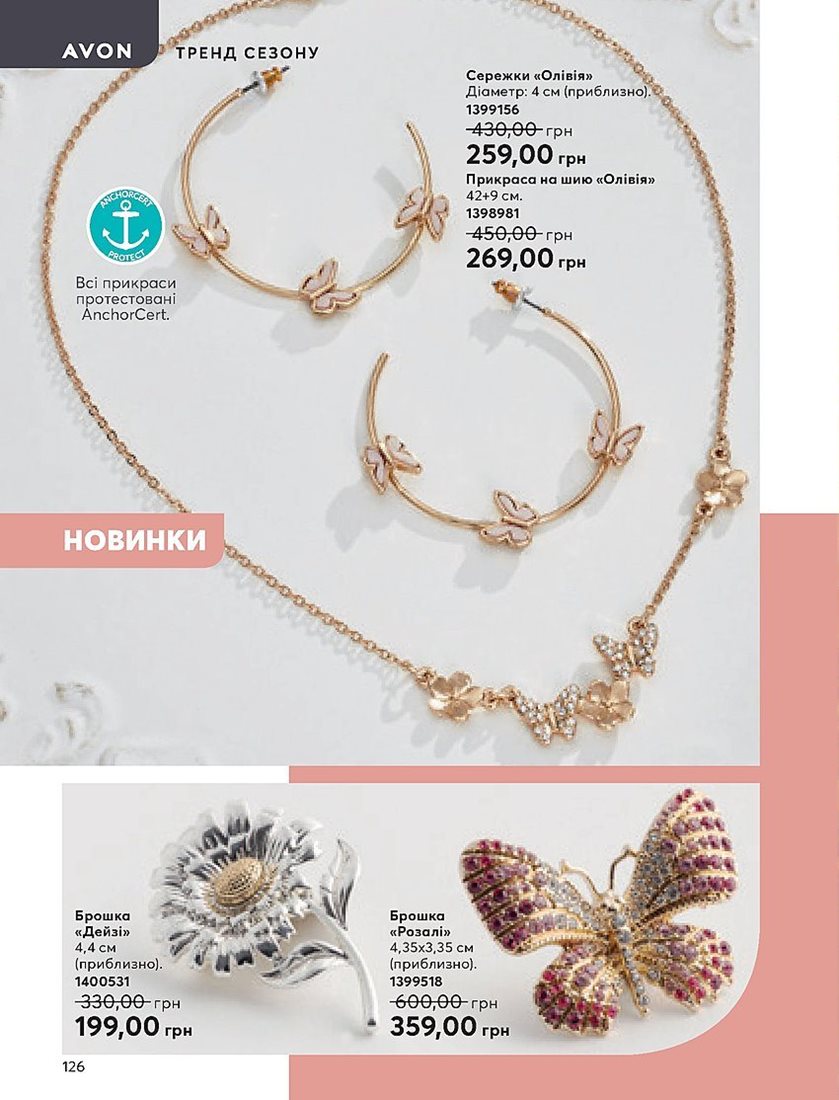 AVON
ТРЕНД СЕЗОНУ
Сережки «Олівія»
Діаметр: 4 см (приблизно).
1399156
430,00 грн
259,00 грн
Прикраса на шию «Олівія»
42+9 см.
1398981
450,00 грн
269,00 грн
ANCHORCERT
PROTECT
Всі прикраси
протестовані
AnchorCert.
НОВИНКИ
Брошка
«Дейзі»
4,4 см
(приблизно).
1400531
330,00 грн
199,00 грн
Брошка
«Розалі»
4,35х3,35 см
(приблизно).
1399518
600,00 грн
359,00 грн
126